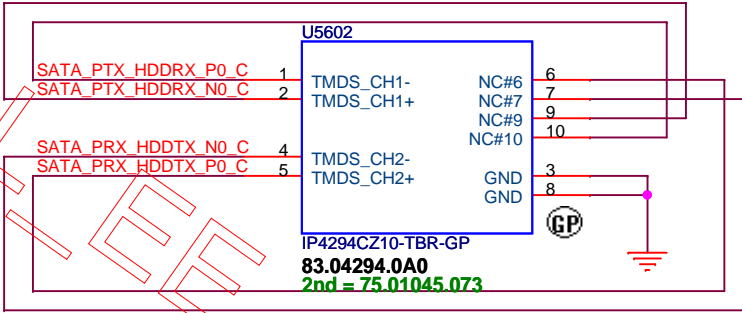 U5602
SATA_PTX_HDDRX_P0_C 1 TMDS_CH1- NC#6 6
SATA_PTX_HDDRX_N0_C 2 TMDS_CH1+ NC#7 7
NC#9 9
NC#10 10
SATA_PRX_HDDTX_N0_C 4 TMDS_CH2-
SATA_PRX_HDDTX_P0_C 5 TMDS_CH2+ GND 3
GND 8
GP
IP4294CZ10-TBR-GP
83.04294.0A0
2nd = 75.01045.073